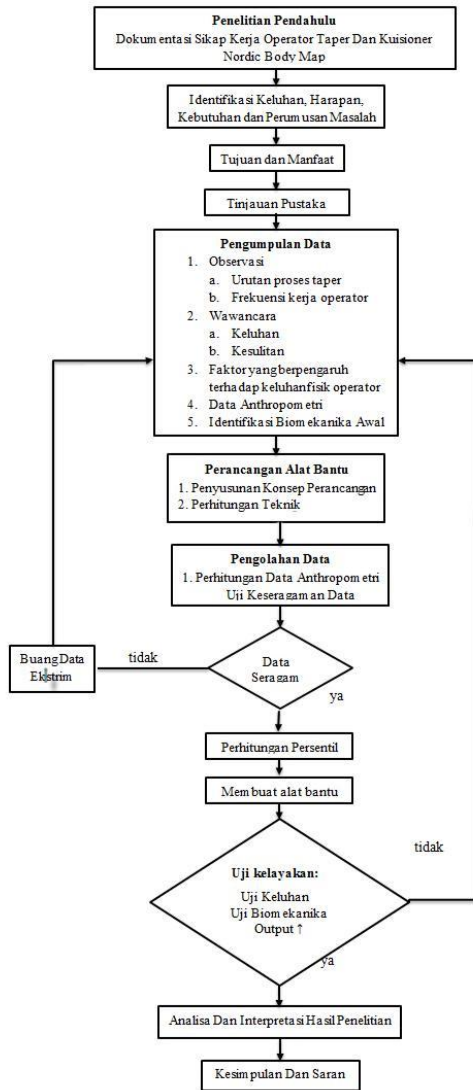 Penelitian Pendahulu
Dokumentasi Sikap Kerja Operator Taper Dan Kuisioner
Nordic Body Map
Identifikasi Keluhan, Harapan,
Kebutuhan dan Perumusan Masalah
Tujuan dan Manfaat
Tinjauan Pustaka
Pengumpulan Data
1. Observasi
a. Urutan proses taper
b. Frekuensi kerja operator
2. Wawancara
a. Keluhan
b. Kesulitan
3. Faktor yang berpengaruh
terhadap keluhan fisik operator
4. Data Anthropometri
5. Identifikasi Biomekanika Awal
Perancangan Alat Bantu
1. Penyusunan Konsep Perancangan
2. Perhitungan Teknik
Pengolahan Data
1. Perhitungan Data Anthropometri
Uji Keseragaman Data
Buang Data
Ekstrim
tidak
Data
Seragam
ya
Perhitungan Persentil
Membuat alat bantu
tidak
Uji kelayakan:
Uji Keluhan
Uji Biomekanika
Output ↑
ya
Analisa Dan Interpretasi Hasil Penelitian
Kesimpulan Dan Saran